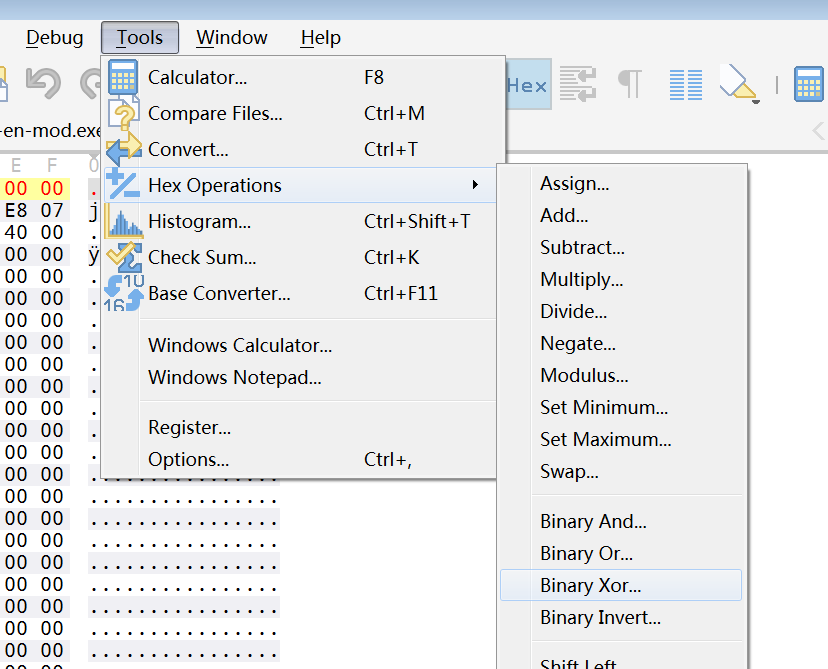 Debug Tools Window Help
Hex
-en-mod.exe
E F 0
00 00 .
E8 07 j
40 00 .
00 00 ÿ
00 00 .
00 00 .
00 00 .
00 00 .
00 00 .
00 00 .
00 00 .
00 00 .
00 00 .
00 00 ................
00 00 ................
00 00 ................
00 00 ................
00 00 ................
00 00 ................
00 00 ................
00 00 ................
00 00 ................
Calculator... F8
Compare Files... Ctrl+M
Convert... Ctrl+T
Hex Operations
Histogram... Ctrl+Shift+T
Check Sum... Ctrl+K
10
16
Base Converter... Ctrl+F11
Windows Calculator...
Windows Notepad...
Register...
Options... Ctrl+,
Assign...
Add...
Subtract...
Multiply...
Divide...
Negate...
Modulus...
Set Minimum...
Set Maximum...
Swap...
Binary And...
Binary Or...
Binary Xor...
Binary Invert...
Shift Left